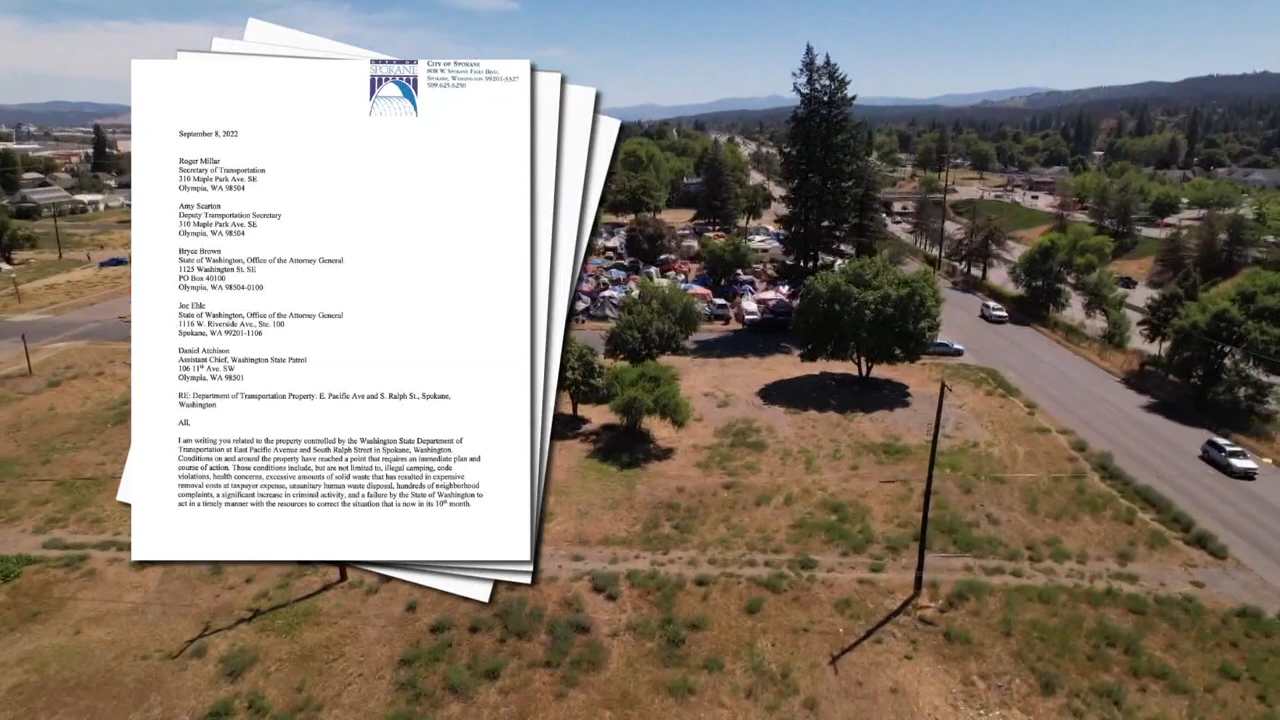 CITY OF
SPOKANE
CITY OF SPOKANE
808 W. SPOKANE FALLS BLVD.
SPOKANE, WASHINGTON 99201-3327
509.625.6250
September 8, 2022
Roger Millar
Secretary of Transportation
310 Maple Park Ave. SE
Olympia, WA 98504
Amy Scarton
Deputy Transportation Secretary
310 Maple Park Ave. SE
Olympia, WA 98504
Bryce Brown
State of Washington, Office of the Attorney General
1125 Washington St. SE
PO Box 40100
Olympia, WA 98504-0100
Joe Ehle
State of Washington, Office of the Attorney General
1116 W. Riverside Ave., Ste. 100
Spokane, WA 99201-1106
Daniel Atchison
Assistant Chief, Washington State Patrol
106 11th Ave. SW
Olympia, WA 98501
RE: Department of Transportation Property: E. Pacific Ave and S. Ralph St., Spokane,
Washington
All,
I am writing you related to the property controlled by the Washington State Department of
Transportation at East Pacific Avenue and South Ralph Street in Spokane, Washington.
Conditions on and around the property have reached a point that requires an immediate plan and
course of action. Those conditions include, but are not limited to, illegal camping, code
violations, health concerns, excessive amounts of solid waste that has resulted in expensive
removal costs at taxpayer expense, unsanitary human waste disposal, hundreds of neighborhood
complaints, a significant increase in criminal activity, and a failure by the State of Washington to
act in a timely manner with the resources to correct the situation that is now in its 10th month.